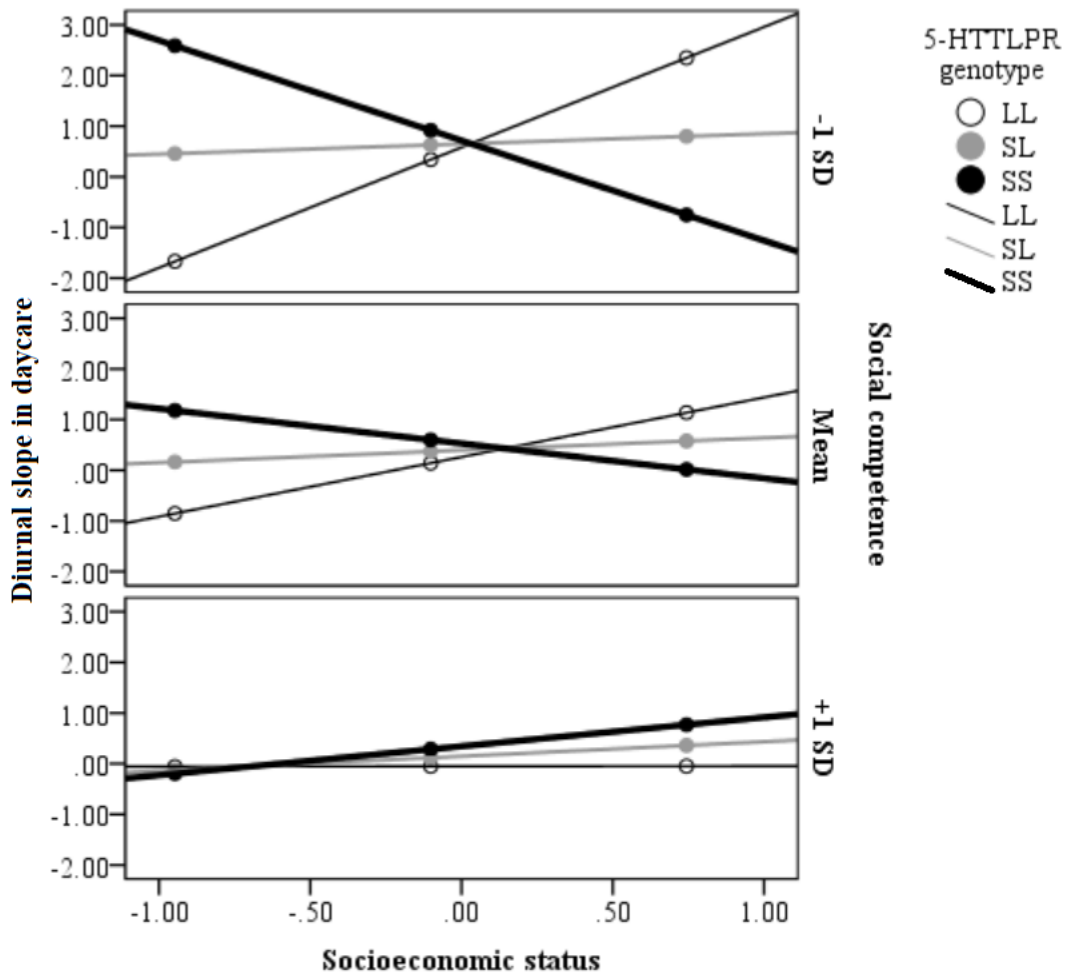 5-HTTLPR
genotype
LL
SL
SS
LL
SL
SS
Diurnal slope in daycare
3.00
2.00
1.00
.00
-1.00
-2.00
-1 SD
3.00
2.00
1.00
.00
-1.00
-2.00
Mean
Social competence
3.00
2.00
1.00
.00
-1.00
-2.00
+1 SD
-1.00
-.50
.00
.50
1.00
Socioeconomic status